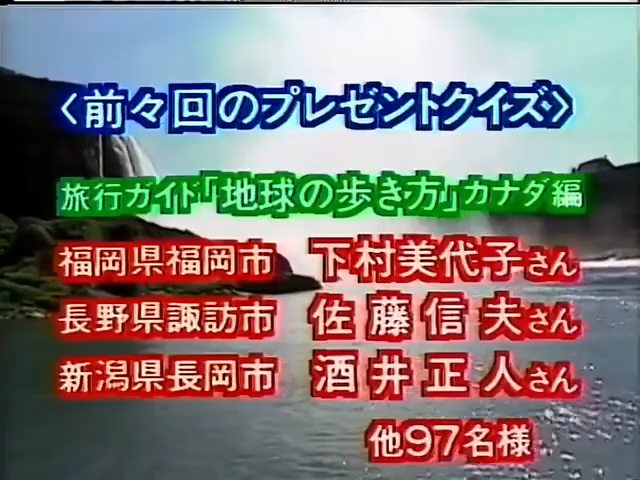 〈前々回のプレゼントクイズ〉
旅行ガイド「地球の歩き方」カナダ編
福岡県福岡市 下村美代子さん
長野県諏訪市 佐藤信夫さん
新潟県長岡市 酒井正人さん
他97名様